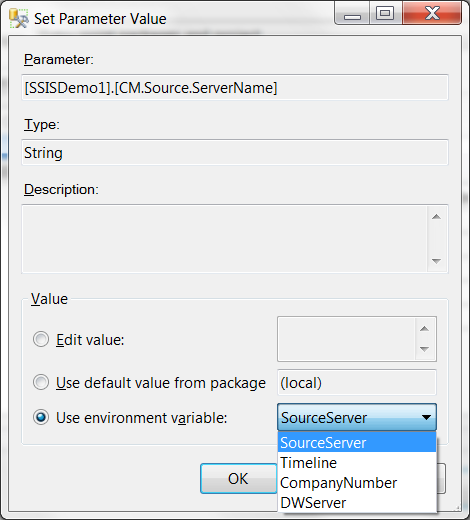 Set Parameter Value
Parameter:
[SSISDemo1].[CM.Source.ServerName]
Type:
String
Description:
Value
Edit value:
Use default value from package (local)
Use environment variable: SourceServer
SourceServer
Timeline
CompanyNumber
DWServer
OK